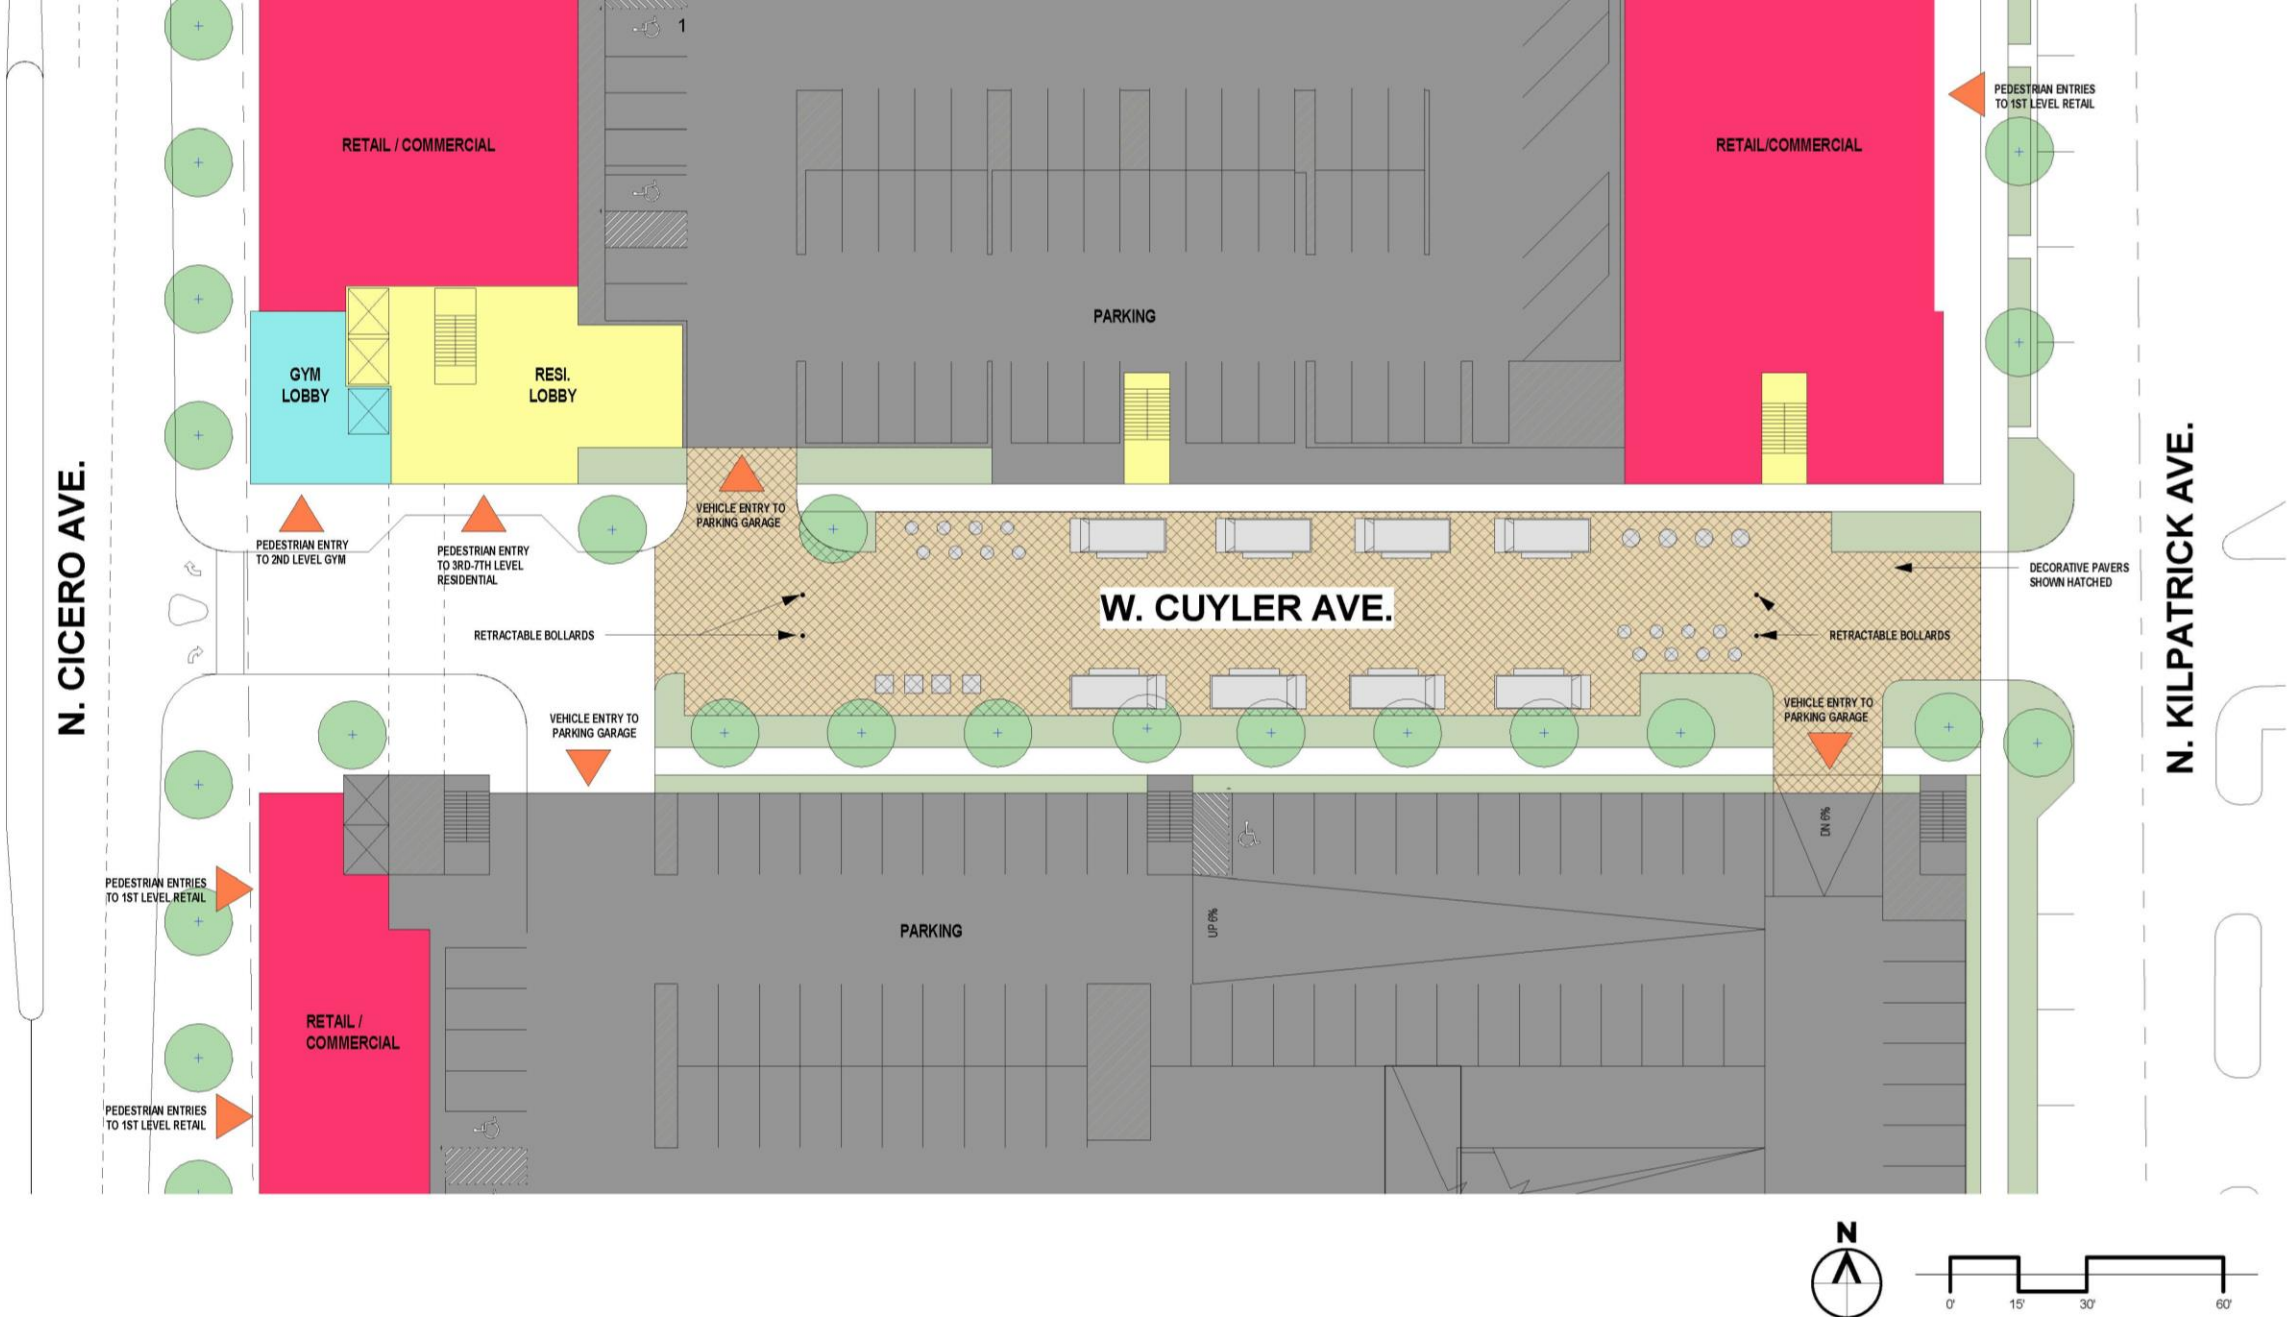 1
PEDESTRIAN ENTRIES
TO 1ST LEVEL RETAIL
RETAIL / COMMERCIAL
RETAIL/COMMERCIAL
PARKING
GYM
LOBBY
RESI.
LOBBY
N. CICERO AVE.
N. KILPATRICK AVE.
VEHICLE ENTRY TO
PARKING GARAGE
PEDESTRIAN ENTRY
TO 2ND LEVEL GYM
PEDESTRIAN ENTRY
TO 3RD-7TH LEVEL
RESIDENTIAL
DECORATIVE PAVERS
SHOWN HATCHED
W. CUYLER AVE.
RETRACTABLE BOLLARDS
RETRACTABLE BOLLARDS
VEHICLE ENTRY TO
PARKING GARAGE
VEHICLE ENTRY TO
PARKING GARAGE
DN 6%
PEDESTRIAN ENTRIES
TO 1ST LEVEL RETAIL
UP 6%
PARKING
RETAIL /
COMMERCIAL
PEDESTRIAN ENTRIES
TO 1ST LEVEL RETAIL
N
0' 15' 30' 60'